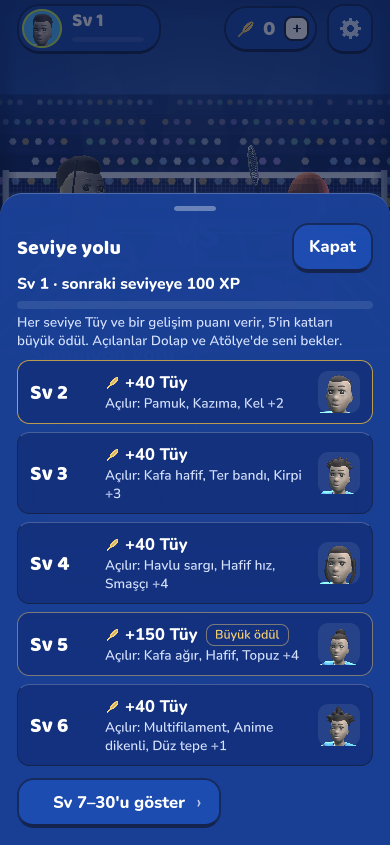 Sv 1
0
+
Seviye yolu
Kapat
Sv 1 · sonraki seviyeye 100 XP
Her seviye Tüy ve bir gelişim puanı verir, 5'in katları
büyük ödül. Açılanlar Dolap ve Atölye'de seni bekler.
Sv 2
+40 Tüy
Açılır: Pamuk, Kazıma, Kel +2
Sv 3
+40 Tüy
Açılır: Kafa hafif, Ter bandı, Kirpi
+3
Sv 4
+40 Tüy
Açılır: Havlu sargı, Hafif hız,
Smaşçı +4
Sv 5
+150 Tüy Büyük ödül
Açılır: Kafa ağır, Hafif, Topuz +4
Sv 6
+40 Tüy
Açılır: Multifilament, Anime
dikenli, Düz tepe +1
Sv 7–30'u göster ›